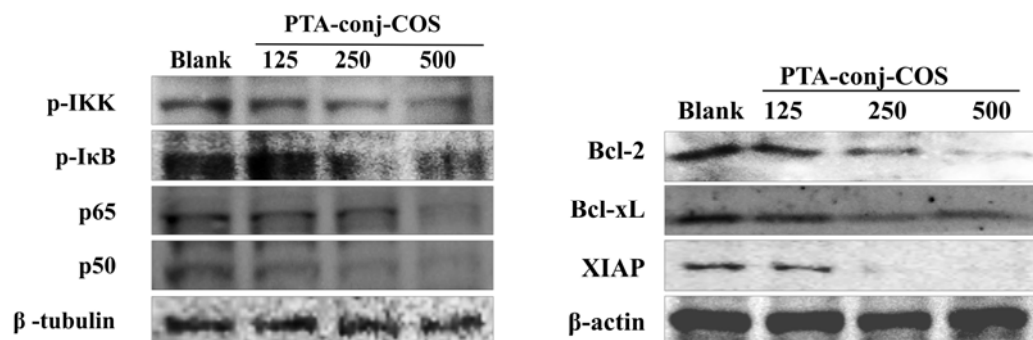 PTA-conj-COS
Blank 125 250 500
p-IKK
p-IκB
p65
p50
β -tubulin
PTA-conj-COS
Blank 125 250 500
Bcl-2
Bcl-xL
XIAP
β-actin